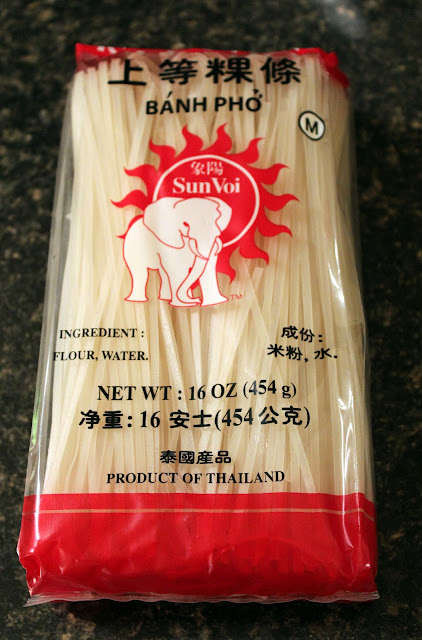 上等粿條
BÁNH PHỞ
M
象陽
Sun Voi
TM
INGREDIENT :
FLOUR, WATER.
成份:
米粉, 水.
NET WT : 16 OZ (454 g)
净重: 16 安士(454 公克)
泰國産品
PRODUCT OF THAILAND